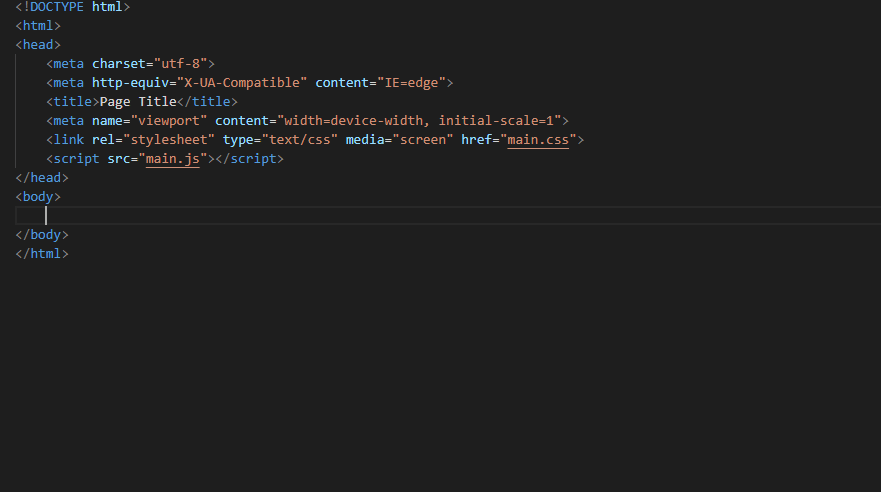 <!DOCTYPE html>
<html>
<head>
    <meta charset="utf-8">
    <meta http-equiv="X-UA-Compatible" content="IE=edge">
    <title>Page Title</title>
    <meta name="viewport" content="width=device-width, initial-scale=1">
    <link rel="stylesheet" type="text/css" media="screen" href="main.css">
    <script src="main.js"></script>
</head>
<body>
</body>
</html>